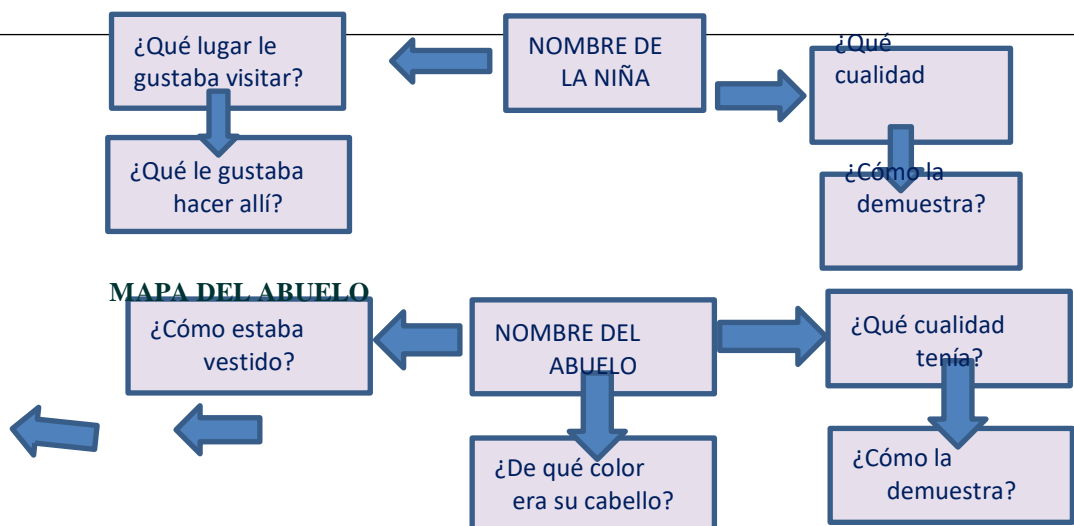 ¿Qué lugar le
gustaba visitar?
NOMBRE DE
LA NIÑA
¿Qué
cualidad
¿Qué le gustaba
hacer allí?
¿Cómo la
demuestra?
MAPA DEL ABUELO
¿Cómo estaba
vestido?
NOMBRE DEL
ABUELO
¿Qué cualidad
tenía?
¿De qué color
era su cabello?
¿Cómo la
demuestra?